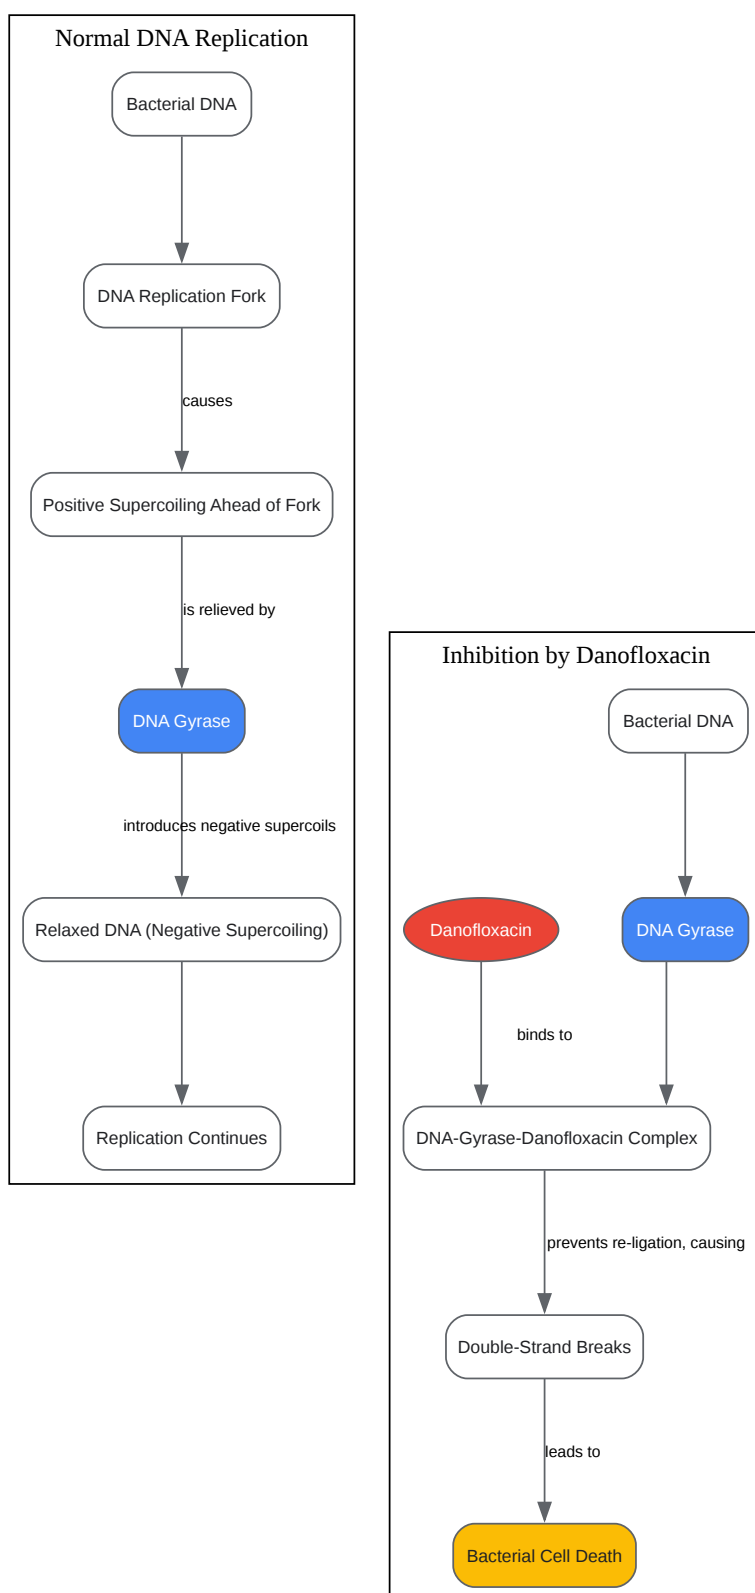 Normal DNA Replication
Bacterial DNA
DNA Replication Fork
causes
Positive Supercoiling Ahead of Fork
is relieved by
DNA Gyrase
introduces negative supercoils
Relaxed DNA (Negative Supercoiling)
Replication Continues
Inhibition by Danofloxacin
Bacterial DNA
Danofloxacin
DNA Gyrase
binds to
DNA-Gyrase-Danofloxacin Complex
prevents re-ligation, causing
Double-Strand Breaks
leads to
Bacterial Cell Death